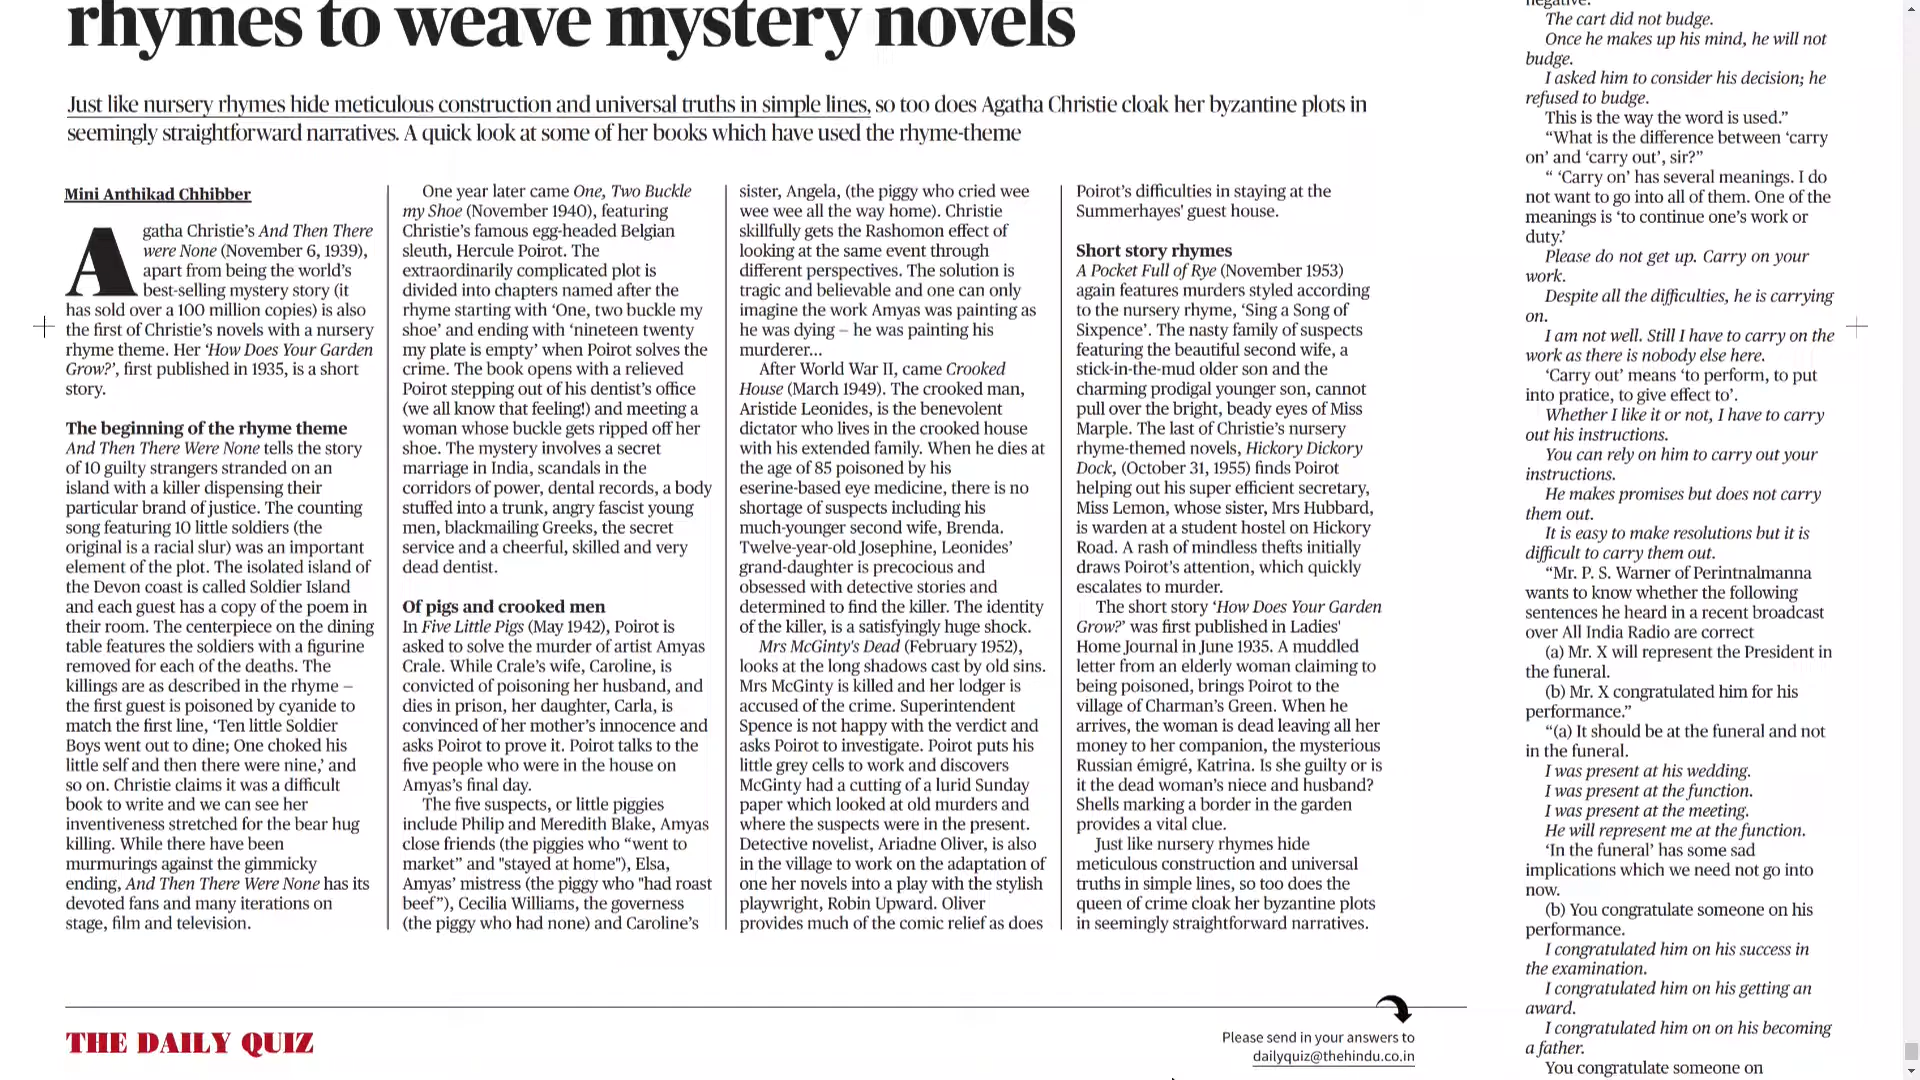 rhymes to weave mystery novels
Just like nursery rhymes hide meticulous construction and universal truths in simple lines, so too does Agatha Christie cloak her byzantine plots in
seemingly straightforward narratives. A quick look at some of her books which have used the rhyme-theme
Mini Anthikad Chhibber
Agatha Christie's And Then There
were None (November 6, 1939),
apart from being the world's
best-selling mystery story (it
has sold over a 100 million copies) is also
the first of Christie's novels with a nursery
rhyme theme. Her 'How Does Your Garden
Grow?', first published in 1935, is a short
story.
The beginning of the rhyme theme
And Then There Were None tells the story
of 10 guilty strangers stranded on an
island with a killer dispensing their
particular brand of justice. The counting
song featuring 10 little soldiers (the
original is a racial slur) was an important
element of the plot. The isolated island of
the Devon coast is called Soldier Island
and each guest has a copy of the poem in
their room. The centerpiece on the dining
table features the soldiers with a figurine
removed for each of the deaths. The
killings are as described in the rhyme –
the first guest is poisoned by cyanide to
match the first line, 'Ten little Soldier
Boys went out to dine; One choked his
little self and then there were nine,' and
so on. Christie claims it was a difficult
book to write and we can see her
inventiveness stretched for the bear hug
killing. While there have been
murmurings against the gimmicky
ending, And Then There Were None has its
devoted fans and many iterations on
stage, film and television.
One year later came One, Two Buckle
my Shoe (November 1940), featuring
Christie's famous egg-headed Belgian
sleuth, Hercule Poirot. The
extraordinarily complicated plot is
divided into chapters named after the
rhyme starting with 'One, two buckle my
shoe' and ending with 'nineteen twenty
my plate is empty' when Poirot solves the
crime. The book opens with a relieved
Poirot stepping out of his dentist's office
(we all know that feeling!) and meeting a
woman whose buckle gets ripped off her
shoe. The mystery involves a secret
marriage in India, scandals in the
corridors of power, dental records, a body
stuffed into a trunk, angry fascist young
men, blackmailing Greeks, the secret
service and a cheerful, skilled and very
dead dentist.
Of pigs and crooked men
In Five Little Pigs (May 1942), Poirot is
asked to solve the murder of artist Amyas
Crale. While Crale's wife, Caroline, is
convicted of poisoning her husband, and
dies in prison, her daughter, Carla, is
convinced of her mother's innocence and
asks Poirot to prove it. Poirot talks to the
five people who were in the house on
Amyas's final day.
The five suspects, or little piggies
include Philip and Meredith Blake, Amyas
close friends (the piggies who "went to
market" and "stayed at home"), Elsa,
Amyas' mistress (the piggy who "had roast
beef"), Cecilia Williams, the governess
(the piggy who had none) and Caroline's
sister, Angela, (the piggy who cried wee
wee wee all the way home). Christie
skillfully gets the Rashomon effect of
looking at the same event through
different perspectives. The solution is
tragic and believable and one can only
imagine the work Amyas was painting as
he was dying – he was painting his
murderer...
After World War II, came Crooked
House (March 1949). The crooked man,
Aristide Leonides, is the benevolent
dictator who lives in the crooked house
with his extended family. When he dies at
the age of 85 poisoned by his
eserine-based eye medicine, there is no
shortage of suspects including his
much-younger second wife, Brenda.
Twelve-year-old Josephine, Leonides'
grand-daughter is precocious and
obsessed with detective stories and
determined to find the killer. The identity
of the killer, is a satisfyingly huge shock.
Mrs McGinty's Dead (February 1952),
looks at the long shadows cast by old sins.
Mrs McGinty is killed and her lodger is
accused of the crime. Superintendent
Spence is not happy with the verdict and
asks Poirot to investigate. Poirot puts his
little grey cells to work and discovers
McGinty had a cutting of a lurid Sunday
paper which looked at old murders and
where the suspects were in the present.
Detective novelist, Ariadne Oliver, is also
in the village to work on the adaptation of
one her novels into a play with the stylish
playwright, Robin Upward. Oliver
provides much of the comic relief as does
Poirot's difficulties in staying at the
Summerhayes' guest house.
Short story rhymes
A Pocket Full of Rye (November 1953)
again features murders styled according
to the nursery rhyme, 'Sing a Song of
Sixpence'. The nasty family of suspects
featuring the beautiful second wife, a
stick-in-the-mud older son and the
charming prodigal younger son, cannot
pull over the bright, beady eyes of Miss
Marple. The last of Christie's nursery
rhyme-themed novels, Hickory Dickory
Dock, (October 31, 1955) finds Poirot
helping out his super efficient secretary,
Miss Lemon, whose sister, Mrs Hubbard,
is warden at a student hostel on Hickory
Road. A rash of mindless thefts initially
draws Poirot's attention, which quickly
escalates to murder.
The short story 'How Does Your Garden
Grow?' was first published in Ladies'
Home Journal in June 1935. A muddled
letter from an elderly woman claiming to
being poisoned, brings Poirot to the
village of Charman's Green. When he
arrives, the woman is dead leaving all her
money to her companion, the mysterious
Russian émigré, Katrina. Is she guilty or is
it the dead woman's niece and husband?
Shells marking a border in the garden
provides a vital clue.
Just like nursery rhymes hide
meticulous construction and universal
truths in simple lines, so too does the
queen of crime cloak her byzantine plots
in seemingly straightforward narratives.
negative.
The cart did not budge.
Once he makes up his mind, he will not
budge.
I asked him to consider his decision; he
refused to budge.
This is the way the word is used."
"What is the difference between 'carry
on' and 'carry out', sir?"
" 'Carry on' has several meanings. I do
not want to go into all of them. One of the
meanings is 'to continue one's work or
duty.'
Please do not get up. Carry on your
work.
Despite all the difficulties, he is carrying
on.
I am not well. Still I have to carry on the
work as there is nobody else here.
'Carry out' means 'to perform, to put
into pratice, to give effect to'.
Whether I like it or not, I have to carry
out his instructions.
You can rely on him to carry out your
instructions.
He makes promises but does not carry
them out.
It is easy to make resolutions but it is
difficult to carry them out.
"Mr. P. S. Warner of Perintnalmanna
wants to know whether the following
sentences he heard in a recent broadcast
over All India Radio are correct
(a) Mr. X will represent the President in
the funeral.
(b) Mr. X congratulated him for his
performance."
"(a) It should be at the funeral and not
in the funeral.
I was present at his wedding.
I was present at the function.
I was present at the meeting.
He will represent me at the function.
'In the funeral' has some sad
implications which we need not go into
now.
(b) You congratulate someone on his
performance.
I congratulated him on his success in
the examination.
I congratulated him on his getting an
award.
I congratulated him on on his becoming
a father.
You congratulate someone on
THE DAILY QUIZ
Please send in your answers to
dailyquiz@thehindu.co.in